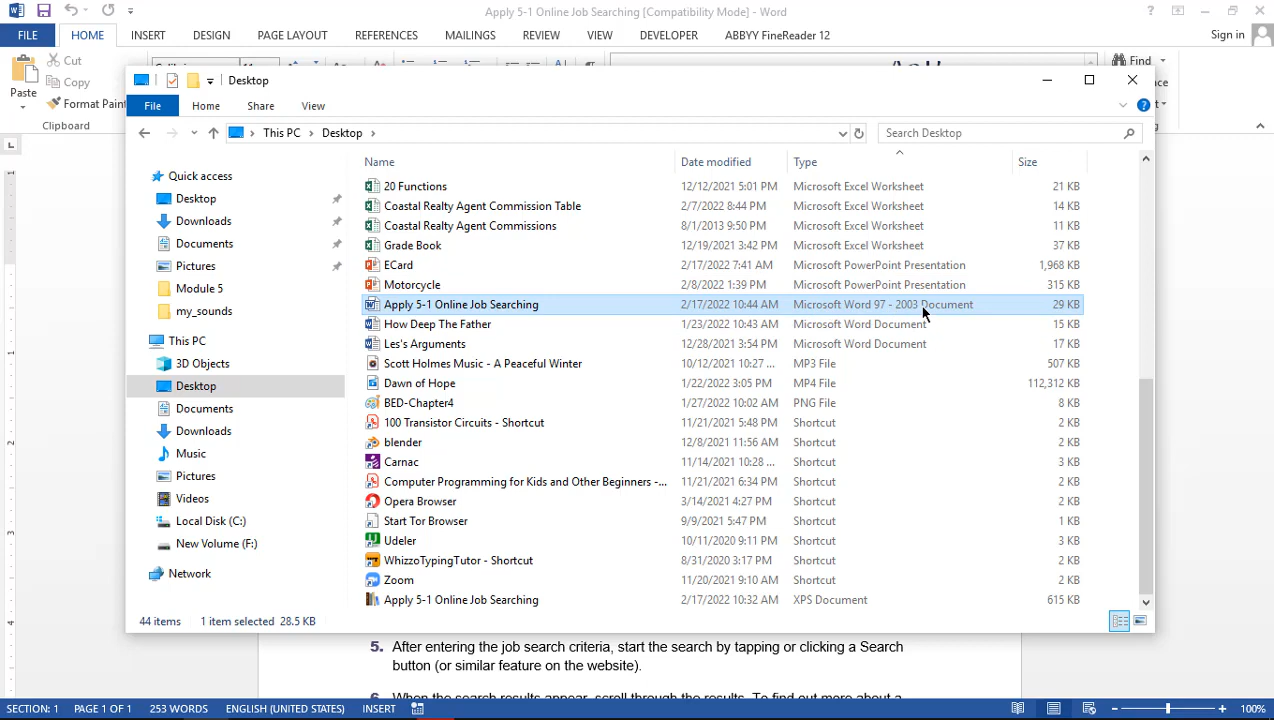 Apply 5-1 Online Job Searching [Compatibility Mode] - Word
FILE HOME INSERT DESIGN PAGE LAYOUT REFERENCES MAILINGS REVIEW VIEW DEVELOPER ABBYY FineReader 12 Sign in
Cut
Copy
Paste
Clipboard
Find
Desktop
File Home Share View
This PC Desktop
Search Desktop
Name Date modified Type Size
Quick access
Desktop
Downloads
Documents
Pictures
Module 5
my_sounds
This PC
3D Objects
Desktop
Documents
Downloads
Music
Pictures
Videos
Local Disk (C:)
New Volume (F:)
Network
20 Functions 12/12/2021 5:01 PM Microsoft Excel Worksheet 21 KB
Coastal Realty Agent Commission Table 2/7/2022 8:44 PM Microsoft Excel Worksheet 14 KB
Coastal Realty Agent Commissions 8/1/2013 9:50 PM Microsoft Excel Worksheet 11 KB
Grade Book 12/19/2021 3:42 PM Microsoft Excel Worksheet 37 KB
ECard 2/17/2022 7:41 AM Microsoft PowerPoint Presentation 1,968 KB
Motorcycle 2/8/2022 1:39 PM Microsoft PowerPoint Presentation 315 KB
Apply 5-1 Online Job Searching 2/17/2022 10:44 AM Microsoft Word 97 - 2003 Document 29 KB
How Deep The Father 1/23/2022 10:43 AM Microsoft Word Document 15 KB
Les's Arguments 12/28/2021 3:54 PM Microsoft Word Document 17 KB
Scott Holmes Music - A Peaceful Winter 10/12/2021 10:27 ... MP3 File 507 KB
Dawn of Hope 1/22/2022 3:05 PM MP4 File 112,312 KB
BED-Chapter4 1/27/2022 10:02 AM PNG File 8 KB
100 Transistor Circuits - Shortcut 11/21/2021 5:48 PM Shortcut 2 KB
blender 12/8/2021 11:56 AM Shortcut 2 KB
Carnac 11/14/2021 10:28 ... Shortcut 3 KB
Computer Programming for Kids and Other Beginners -... 11/21/2021 6:34 PM Shortcut 2 KB
Opera Browser 3/14/2021 4:27 PM Shortcut 2 KB
Start Tor Browser 9/9/2021 5:47 PM Shortcut 1 KB
Udeler 10/11/2020 9:11 PM Shortcut 3 KB
WhizzoTypingTutor - Shortcut 8/31/2020 3:17 PM Shortcut 2 KB
Zoom 11/20/2021 9:10 AM Shortcut 2 KB
Apply 5-1 Online Job Searching 2/17/2022 10:32 AM XPS Document 615 KB
44 items 1 item selected 28.5 KB
5. After entering the job search criteria, start the search by tapping or clicking a Search
button (or similar feature on the website).
SECTION: 1 PAGE 1 OF 1 253 WORDS ENGLISH (UNITED STATES) INSERT 100%